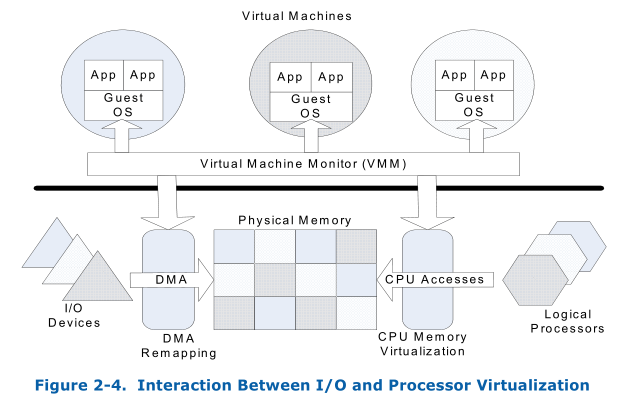 Virtual Machines
App App
Guest
OS
App App
Guest
OS
App App
Guest
OS
Virtual Machine Monitor (VMM)
Physical Memory
DMA
CPU Accesses
I/O
Devices
DMA
Remapping
CPU Memory
Virtualization
Logical
Processors
Figure 2-4. Interaction Between I/O and Processor Virtualization